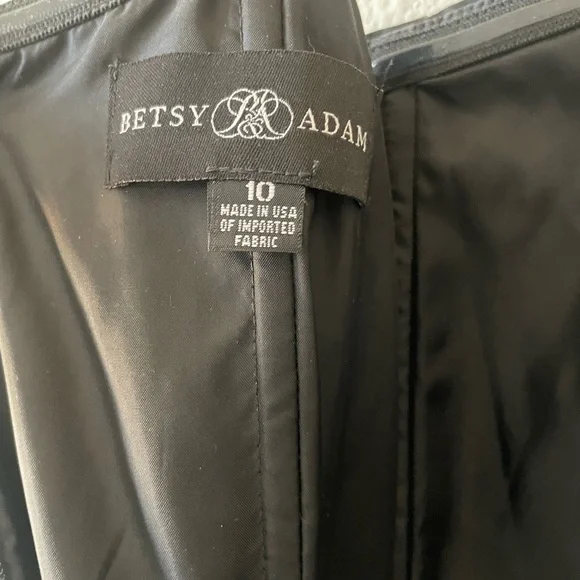 BETSY B&A ADAM
10
MADE IN USA
OF IMPORTED
FABRIC